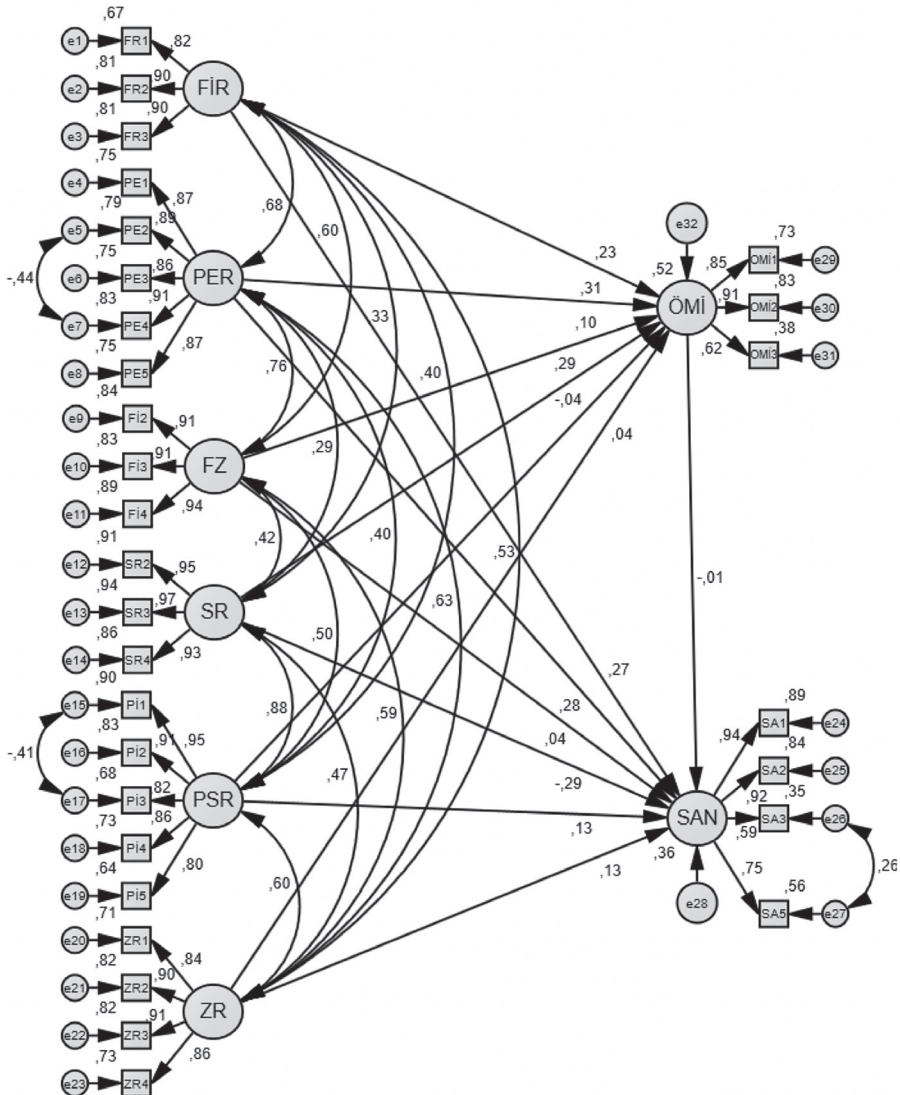 ,67
e1 FR1 ,82
,81
e2 FR2 ,90 FİR
,81
e3 FR3 ,90
,75
e4 PE1 ,87
,79
e5 PE2 ,89
,75
e6 PE3 ,86 PER
,83
e7 PE4 ,91
,75
e8 PE5 ,87
-,44
,84
e9 Fİ2 ,91
,83
e10 Fİ3 ,91 FZ
,89
e11 Fİ4 ,94
,91
e12 SR2 ,95
,94
e13 SR3 ,97 SR
,86
e14 SR4 ,93
,90
e15 Pİ1 ,95
,83
e16 Pİ2 ,91
-,41
,68
e17 Pİ3 ,82 PSR
,73
e18 Pİ4 ,86
,64
e19 Pİ5 ,80
,71
e20 ZR1 ,84
,82
e21 ZR2 ,90 ZR
,82
e22 ZR3 ,91
,73
e23 ZR4 ,86
,68 ,60
,33
,76 ,40
,29
,42 ,40
,53
,63
,50
,88 ,59
,47
,60
,23
,31
,10
,29
-,04
,04
-,01
,27
,28
,04
-,29
,13
,13
e32
,52 ÖMİ
,73
,85 OMİ1 e29
,83
,91 OMİ2 e30
,38
,62 OMİ3 e31
,89
,94 SA1 e24
,84
,92 SA2 e25
,35
SAN ,59 SA3 e26
,36 ,75 ,26
,56
e28 SA5 e27